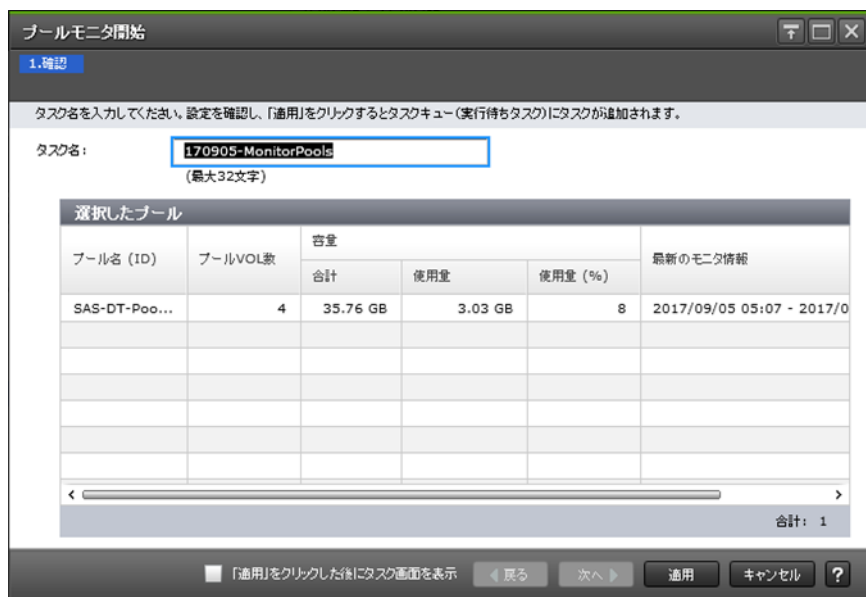 プールモニタ開始
1.確認
タスク名を入力してください。設定を確認し、「適用」をクリックするとタスクキュー(実行待ちタスク)にタスクが追加されます。
タスク名: 170905-MonitorPools
(最大32文字)
選択したプール
プール名 (ID) プールVOL数 容量 最新のモニタ情報
合計 使用量 使用量 (%)
SAS-DT-Poo... 4 35.76 GB 3.03 GB 8 2017/09/05 05:07 - 2017/0
合計: 1
「適用」をクリックした後にタスク画面を表示 戻る 次へ 適用 キャンセル ?